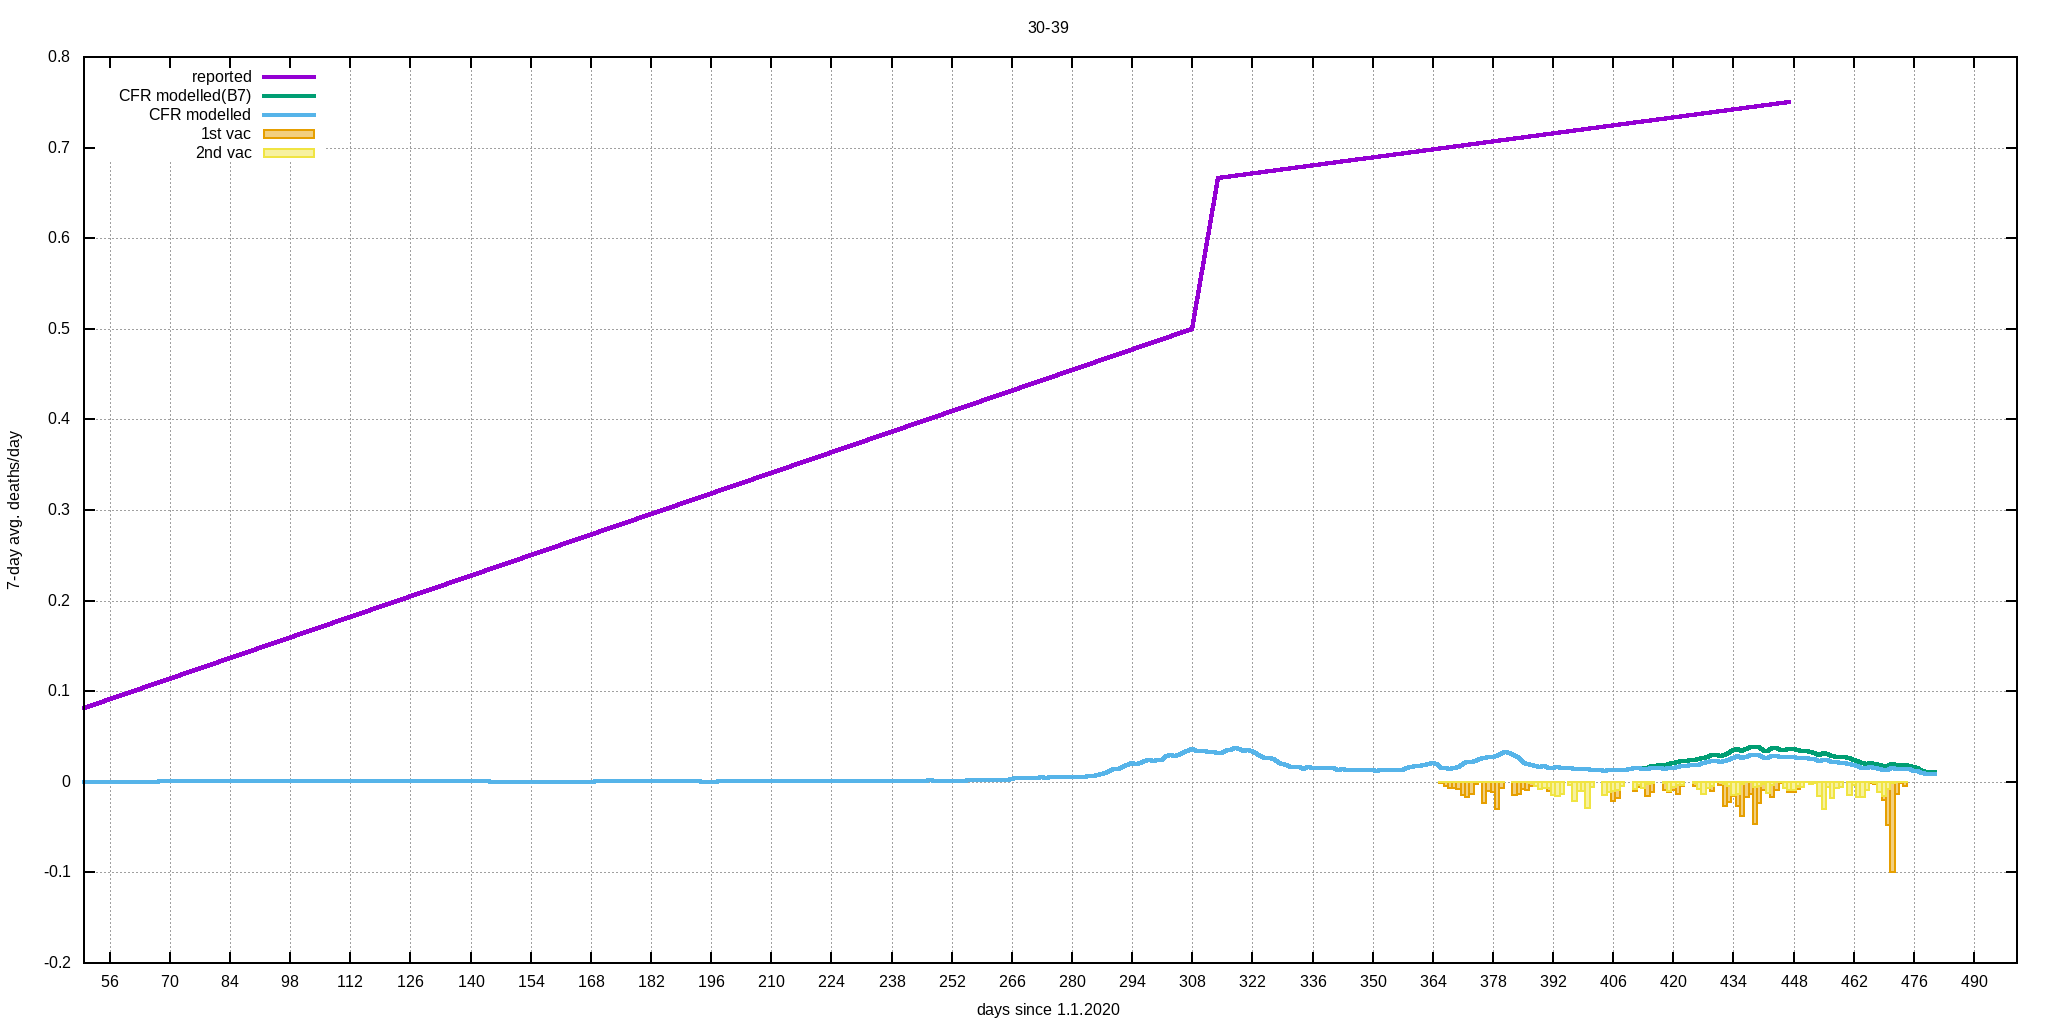 30-39
0.8
0.7
0.6
0.5
0.4
0.3
0.2
0.1
0
-0.1
-0.2
7-day avg. deaths/day
reported
CFR modelled(B7)
CFR modelled
1st vac
2nd vac
56 70 84 98 112 126 140 154 168 182 196 210 224 238 252 266 280 294 308 322 336 350 364 378 392 406 420 434 448 462 476 490
days since 1.1.2020